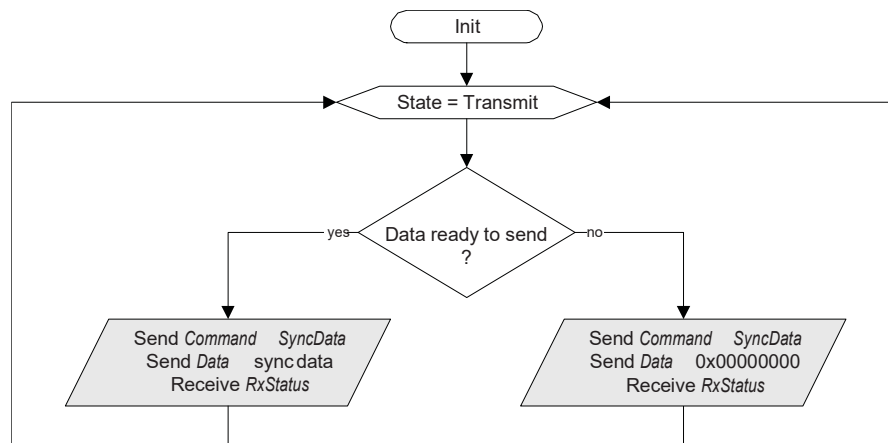 Init
State = Transmit
Data ready to send
?
yes
no
Send Command SyncData
Send Data sync data
Receive RxStatus
Send Command SyncData
Send Data 0x00000000
Receive RxStatus